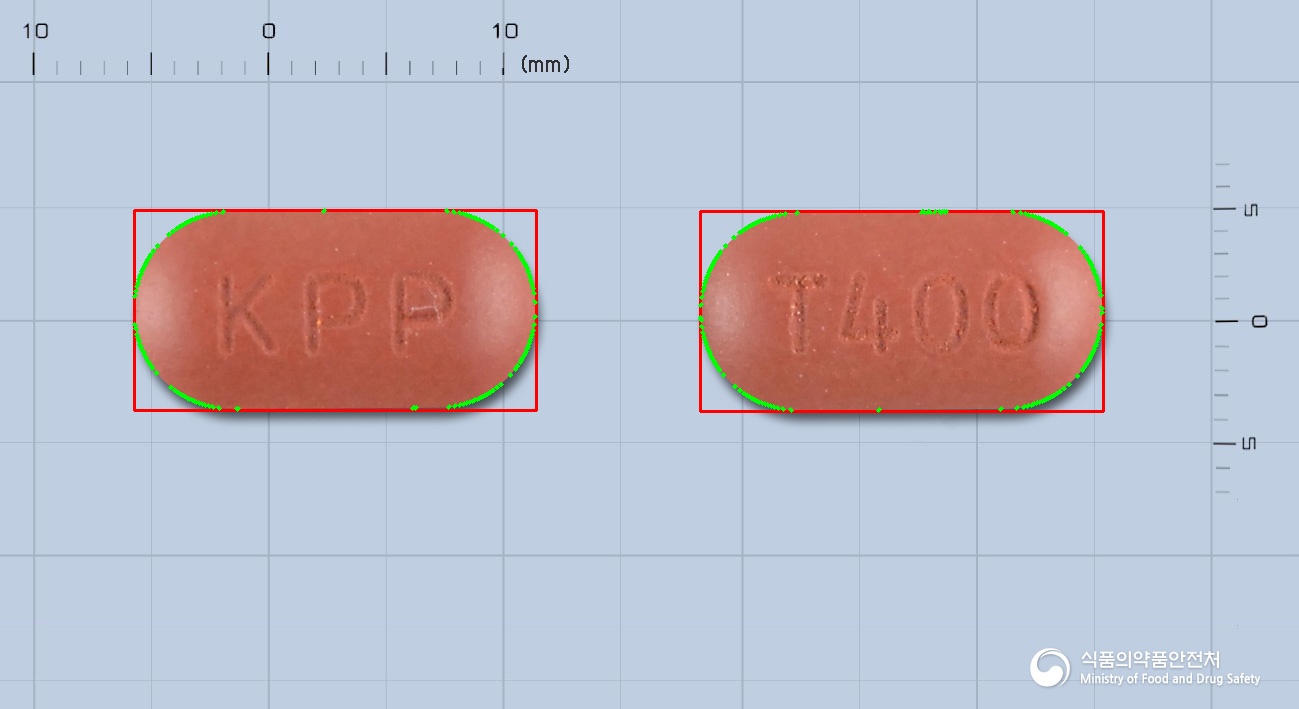 10 0 10
(mm)
KPP
T400
5
0
5
식품의약품안전처
Ministry of Food and Drug Safety